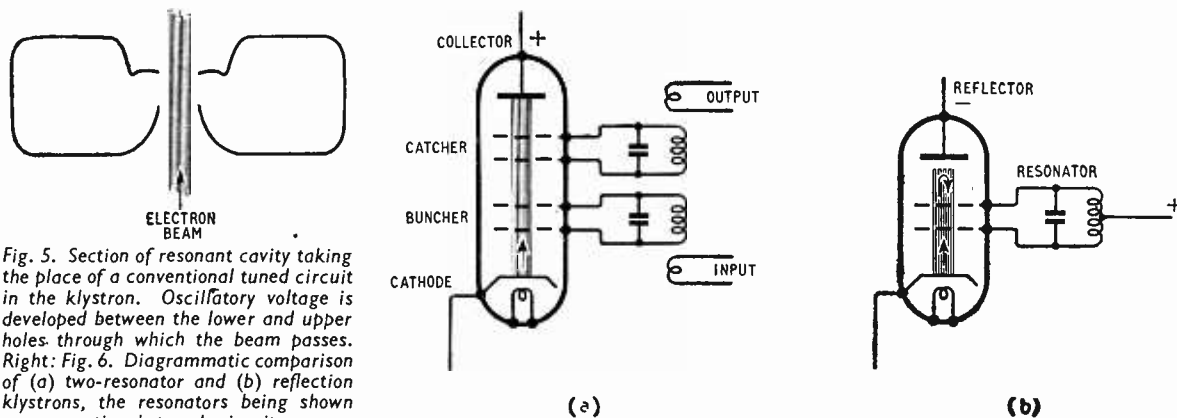 ELECTRON
BEAM
Fig. 5. Section of resonant cavity taking
the place of a conventional tuned circuit
in the klystron. Oscillatory voltage is
developed between the lower and upper
holes through which the beam passes.
Right: Fig. 6. Diagrammatic comparison
of (a) two-resonator and (b) reflection
klystrons, the resonators being shown
COLLECTOR +
OUTPUT
CATCHER
BUNCHER
INPUT
CATHODE
(a)
REFLECTOR
−
RESONATOR
+
(b)